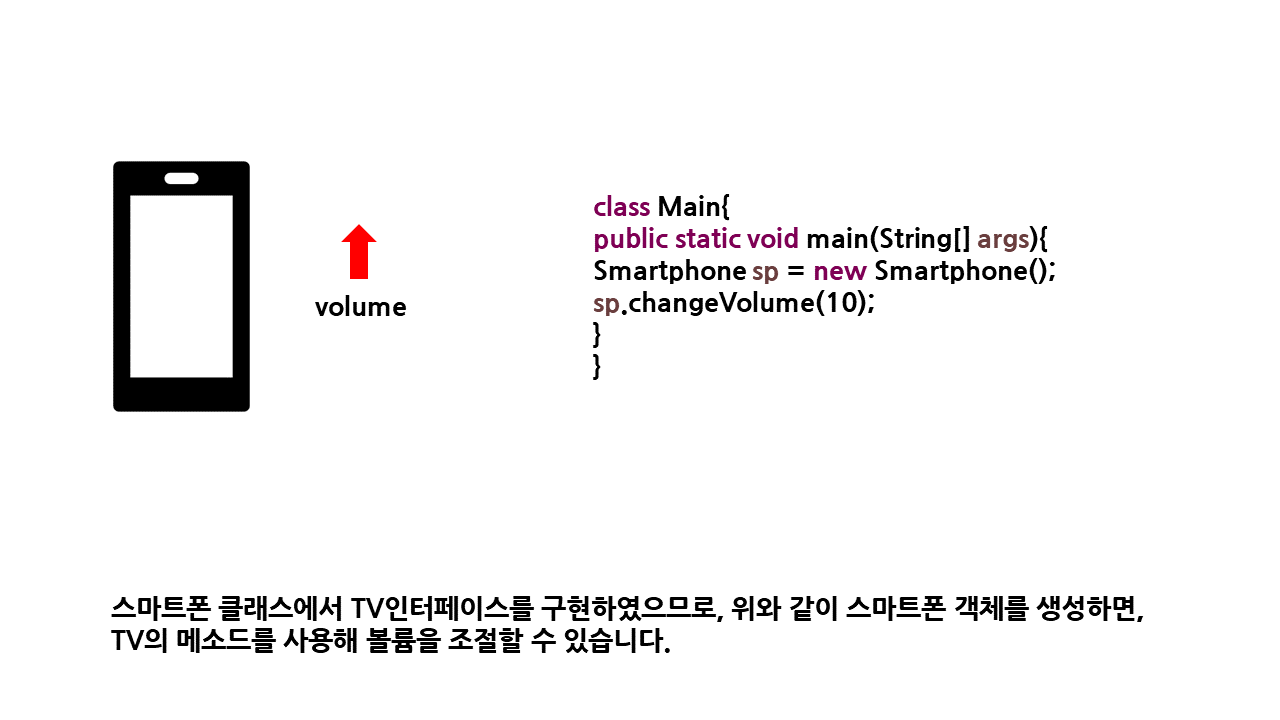 volume
class Main{
public static void main(String[] args){
Smartphone sp = new Smartphone();
sp.changeVolume(10);
}
}
스마트폰 클래스에서 TV인터페이스를 구현하였으므로, 위와 같이 스마트폰 객체를 생성하면,
TV의 메소드를 사용해 볼륨을 조절할 수 있습니다.